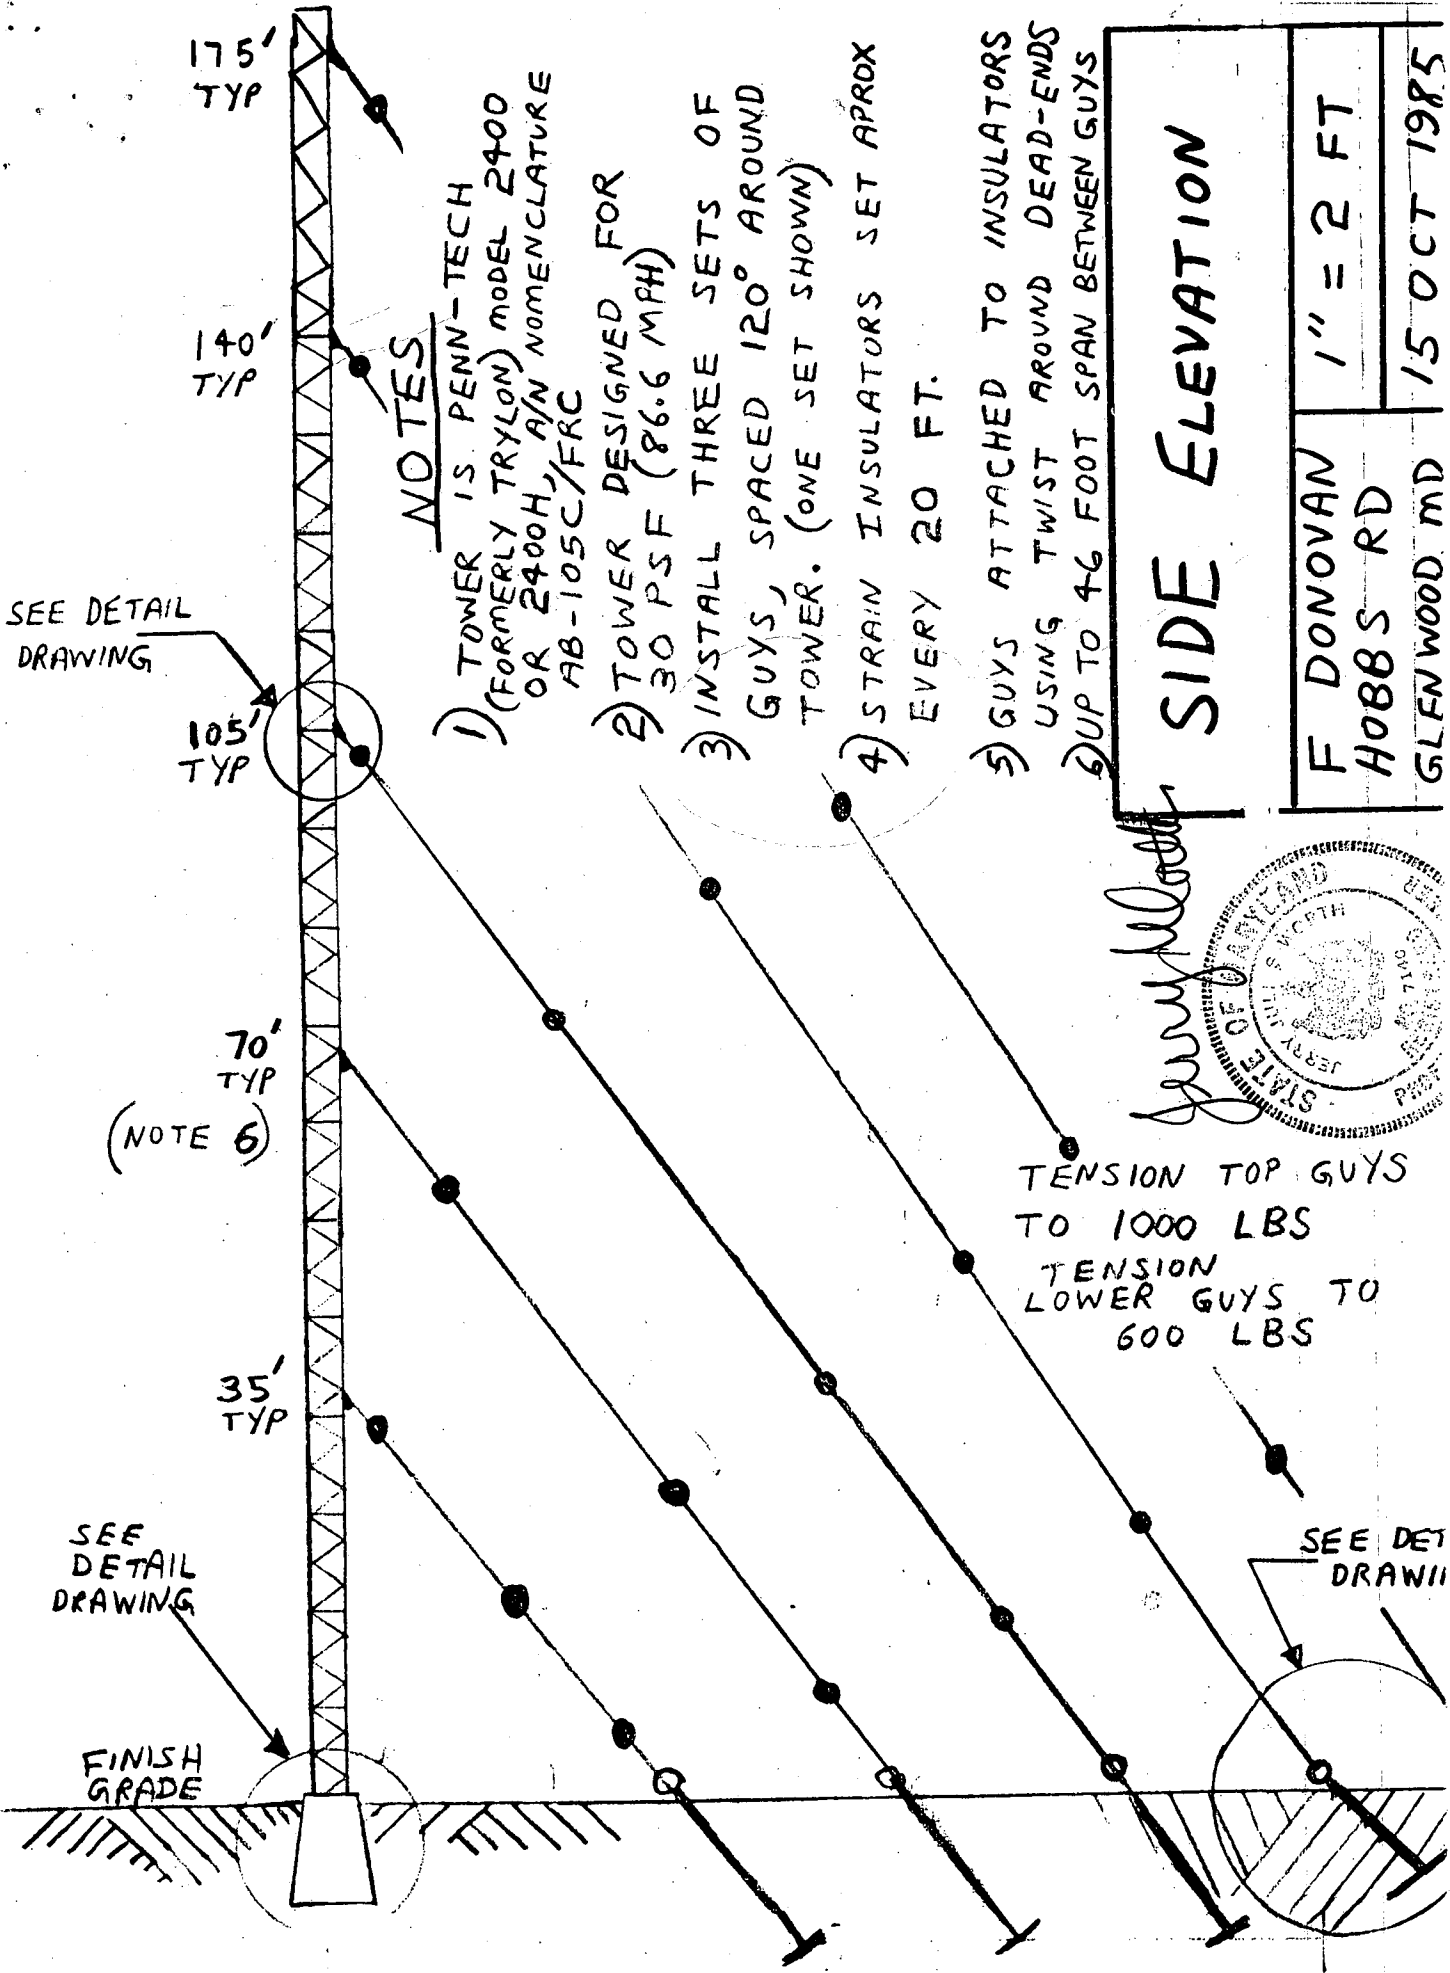 175'
TYP
140'
TYP
SEE DETAIL
DRAWING
105'
TYP
70'
TYP
(NOTE 6)
35'
TYP
SEE
DETAIL
DRAWING
FINISH
GRADE
NOTES
1) TOWER IS PENN-TECH
(FORMERLY TRYLON) MODEL 2400
OR 2400H, A/N NOMENCLATURE
AB-105C/FRC
2) TOWER DESIGNED FOR
30 PSF (86.6 MPH)
3) INSTALL THREE SETS OF
GUYS, SPACED 120° AROUND
TOWER. (ONE SET SHOWN)
4) STRAIN INSULATORS SET APROX
EVERY 20 FT.
5) GUYS ATTACHED TO INSULATORS
USING TWIST AROUND DEAD-ENDS
6) UP TO 46 FOOT SPAN BETWEEN GUYS
SIDE ELEVATION
F DONOVAN
HOBBS RD
GLENWOOD MD
1" = 2 FT
15 OCT 1985
STATE OF MARYLAND
JERRY
WORTH
TENSION TOP GUYS
TO 1000 LBS
TENSION
LOWER GUYS TO
600 LBS
SEE DET
DRAWI